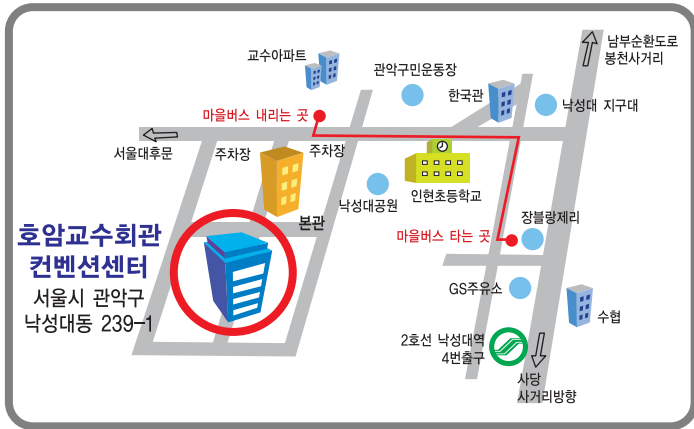 남부순환도로
봉천사거리
교수아파트
관악구민운동장
한국관
낙성대 지구대
마을버스 내리는 곳
서울대후문
주차장
주차장
인현초등학교
낙성대공원
본관
장블랑제리
마을버스 타는 곳
호암교수회관
컨벤션센터
서울시 관악구
낙성대동 239-1
GS주유소
수협
2호선 낙성대역
4번출구
사당
사거리방향